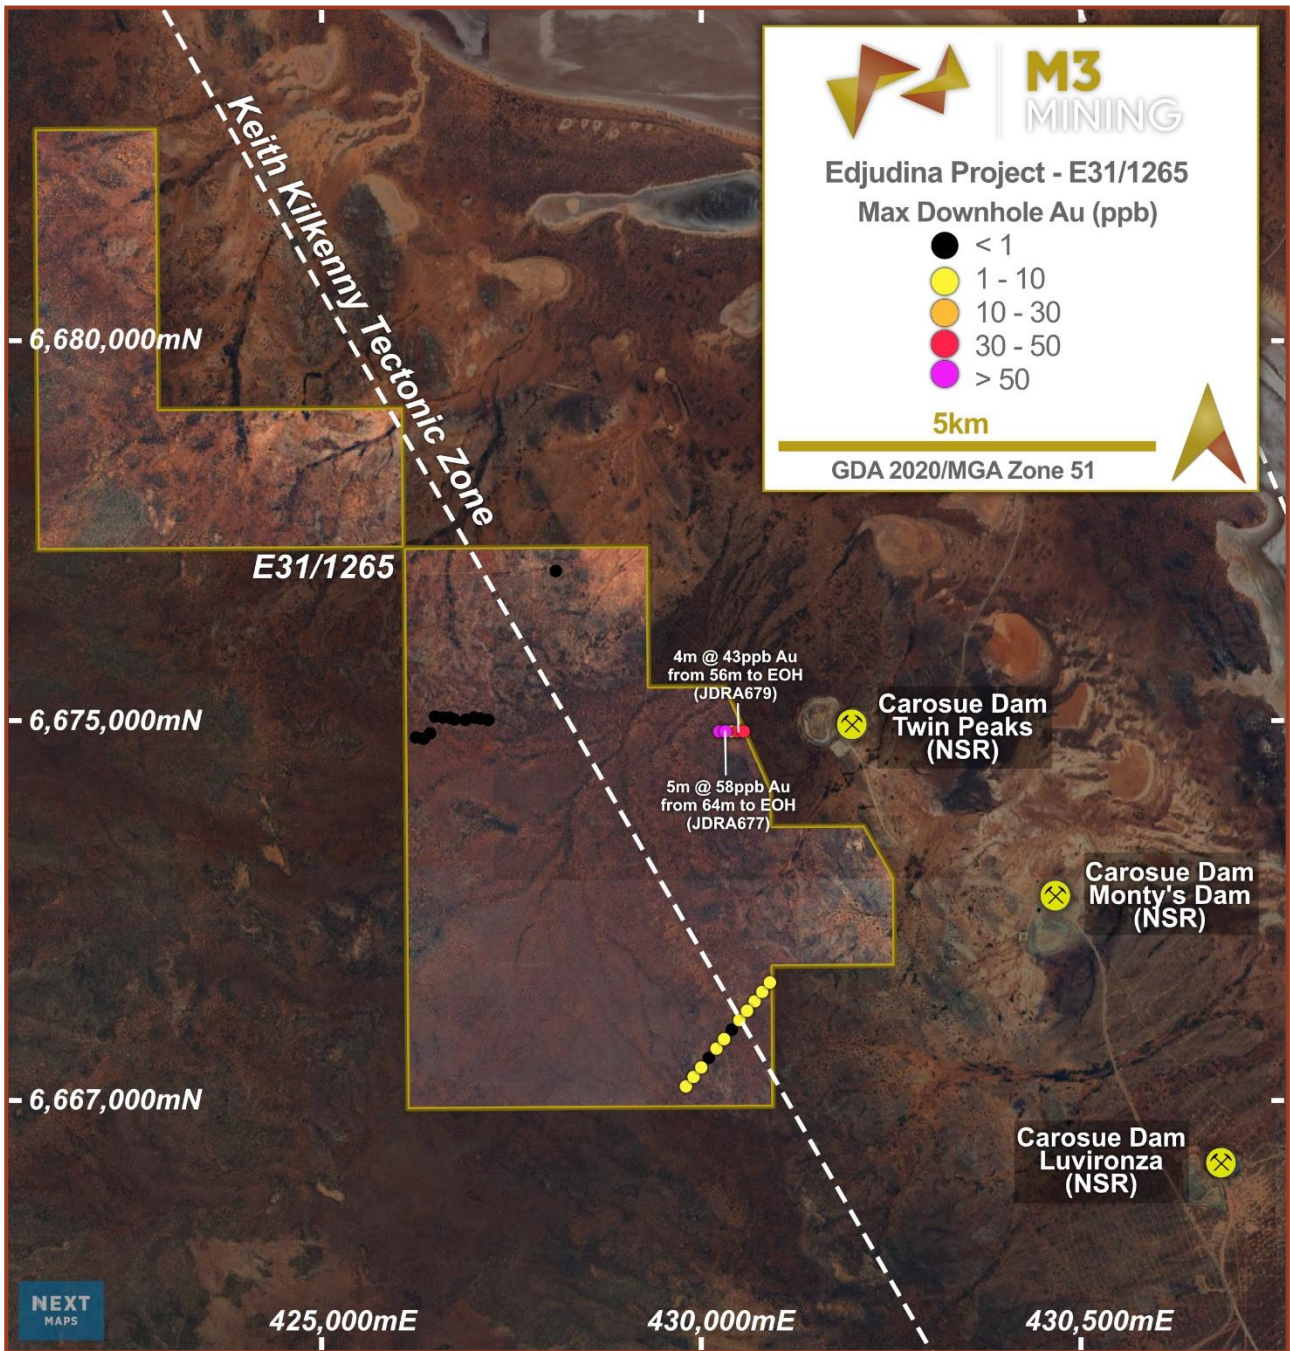 M3
MINING
Edjudina Project - E31/1265
Max Downhole Au (ppb)
< 1
1 - 10
10 - 30
30 - 50
> 50
5km
GDA 2020/MGA Zone 51
Keith Kilkenny Tectonic Zone
6,680,000mN
E31/1265
4m @ 43ppb Au
from 56m to EOH
(JDRA679)
6,675,000mN
Carosue Dam
Twin Peaks
(NSR)
5m @ 58ppb Au
from 64m to EOH
(JDRA677)
Carosue Dam
Monty's Dam
(NSR)
6,667,000mN
Carosue Dam
Luvironza
(NSR)
NEXT
MAPS
425,000mE
430,000mE
430,500mE